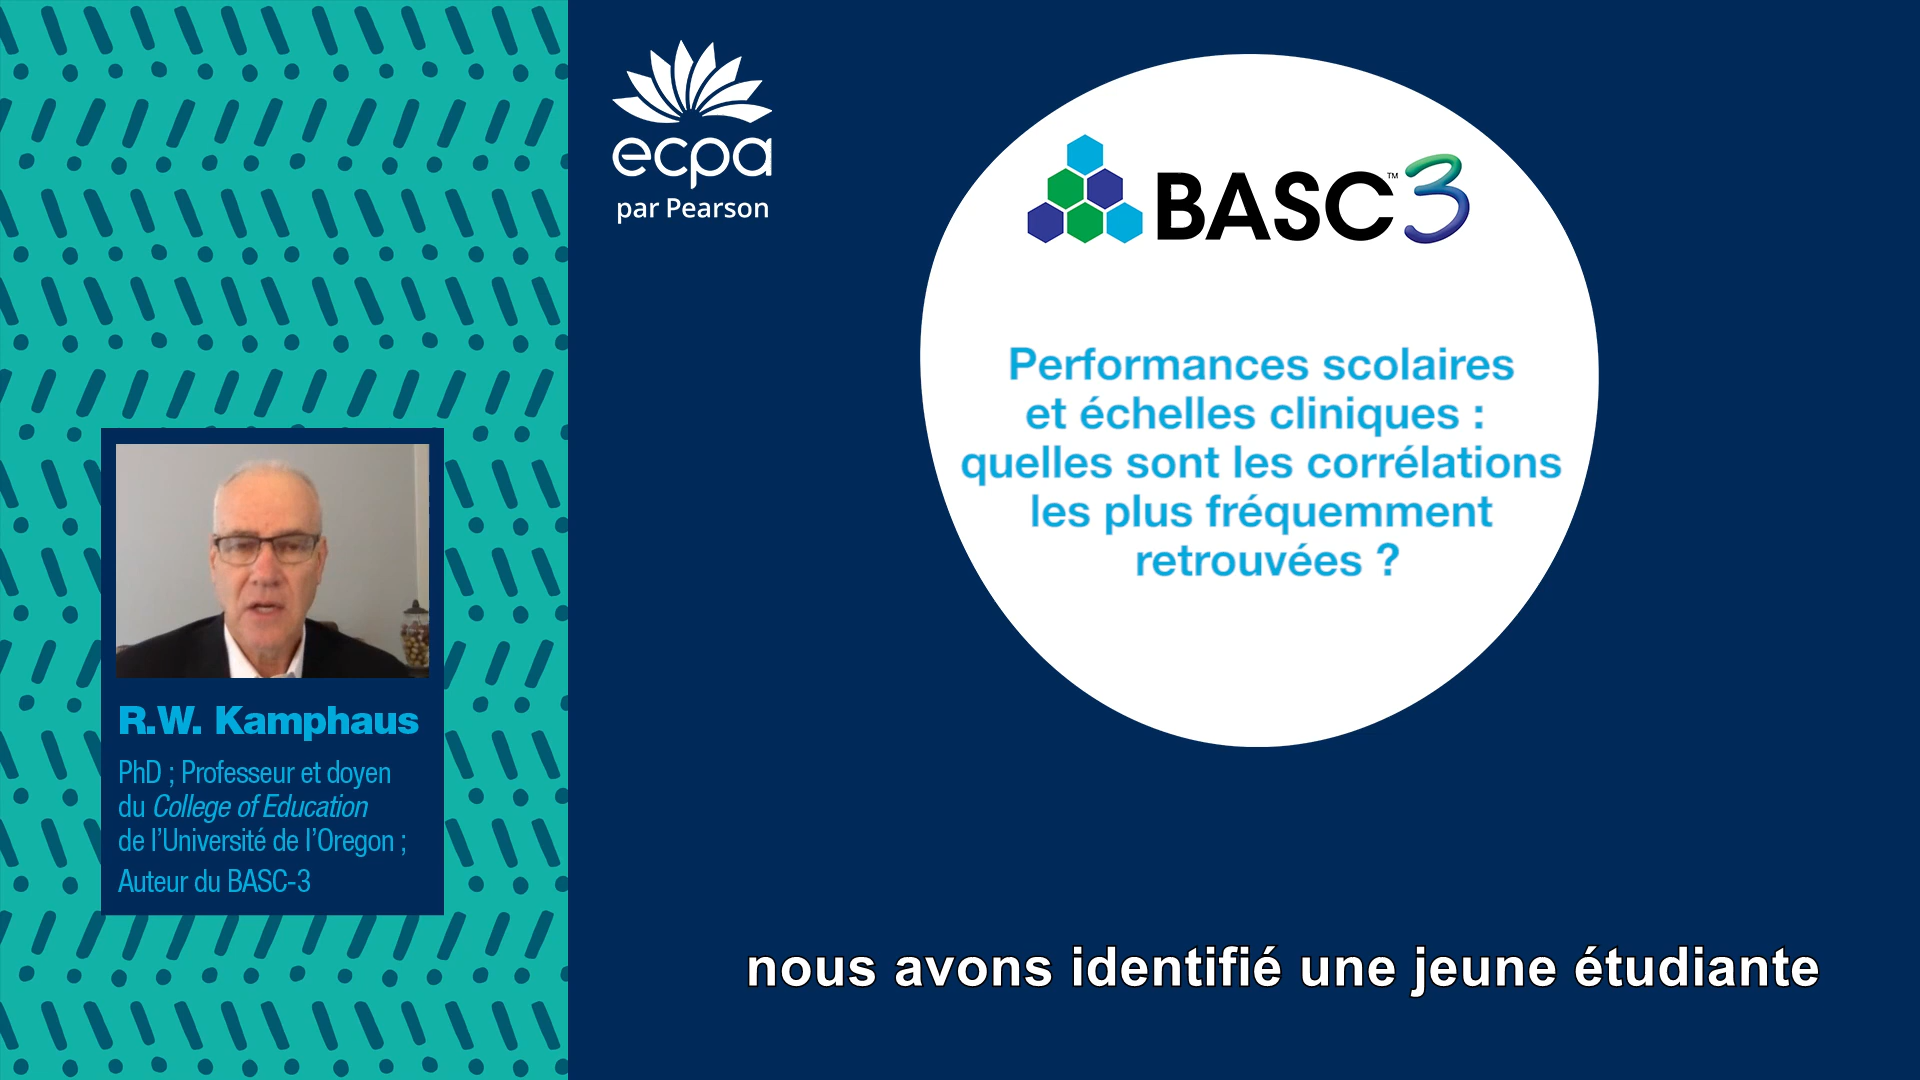 ecpa
par Pearson
BASC™3
Performances scolaires
et échelles cliniques :
quelles sont les corrélations
les plus fréquemment
retrouvées ?
R.W. Kamphaus
PhD ; Professeur et doyen
du College of Education
de l’Université de l’Oregon ;
Auteur du BASC-3
nous avons identifié une jeune étudiante